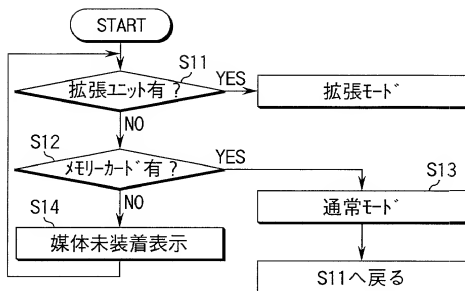 START
S11
拡張ユニット有？
YES
拡張モード
NO
S12
メモリーカード有？
YES
S13
NO
通常モード
S14
媒体未装着表示
S11へ戻る